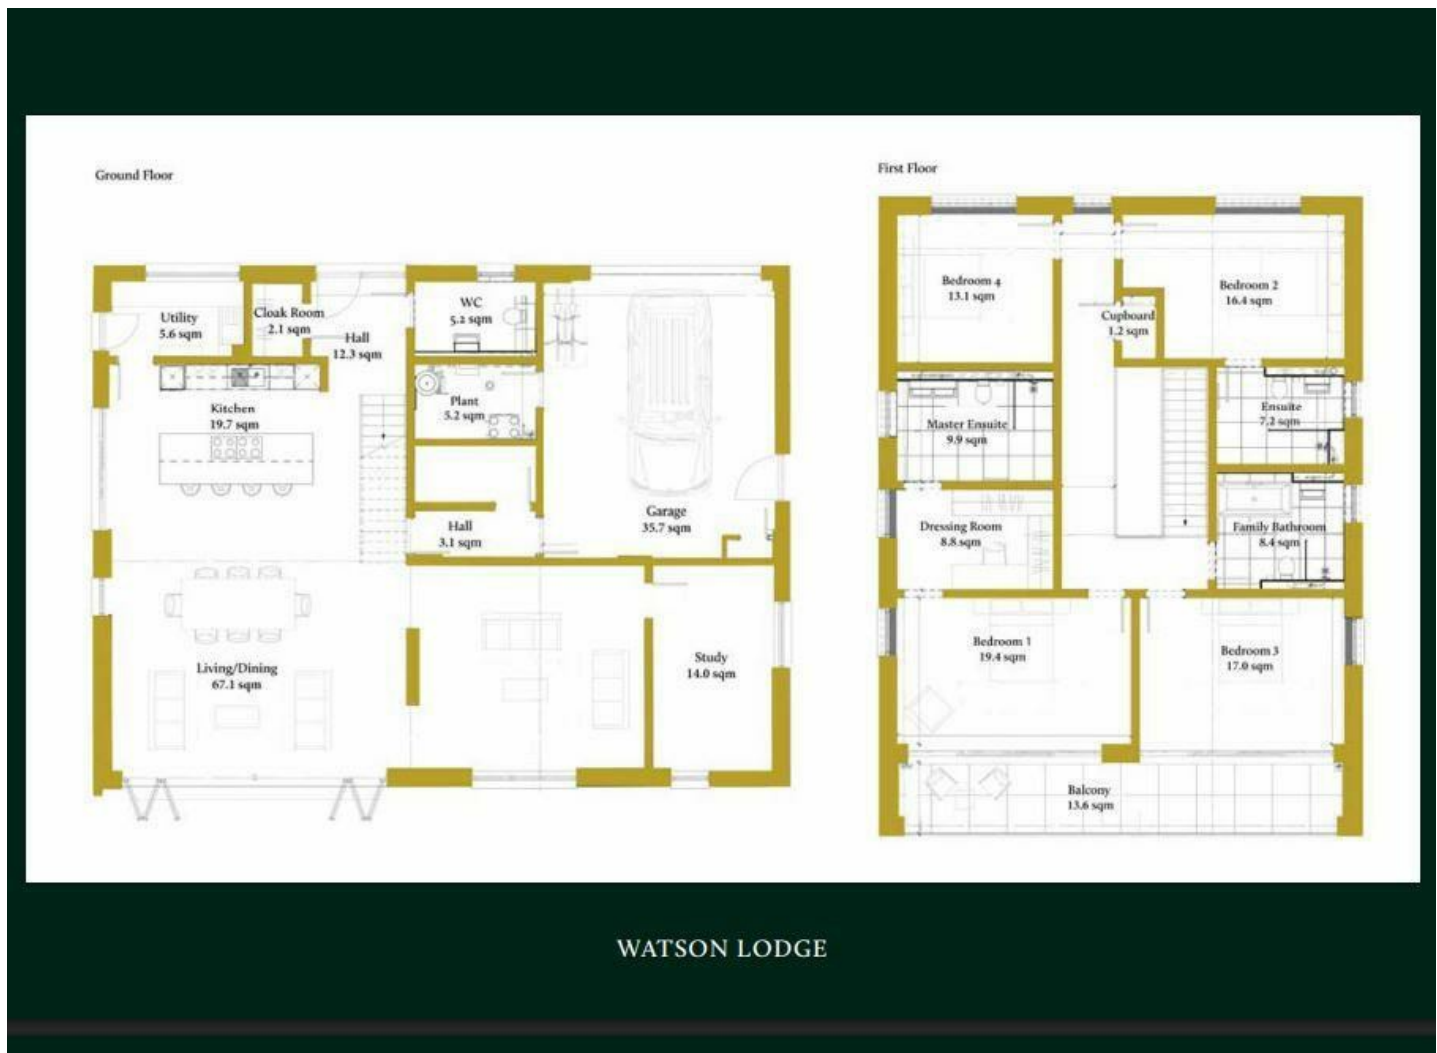 Ground Floor
First Floor
Utility
5.6 sqm
Cloak Room
2.1 sqm
Hall
12.3 sqm
WC
5.2 sqm
Kitchen
19.7 sqm
Plant
5.2 sqm
Garage
35.7 sqm
Hall
3.1 sqm
Living/Dining
67.1 sqm
Study
14.0 sqm
Bedroom 4
13.1 sqm
Bedroom 2
16.4 sqm
Cupboard
1.2 sqm
Master Ensuite
9.9 sqm
Ensuite
7.2 sqm
Dressing Room
8.8 sqm
Family Bathroom
8.4 sqm
Bedroom 1
19.4 sqm
Bedroom 3
17.0 sqm
Balcony
13.6 sqm
WATSON LODGE